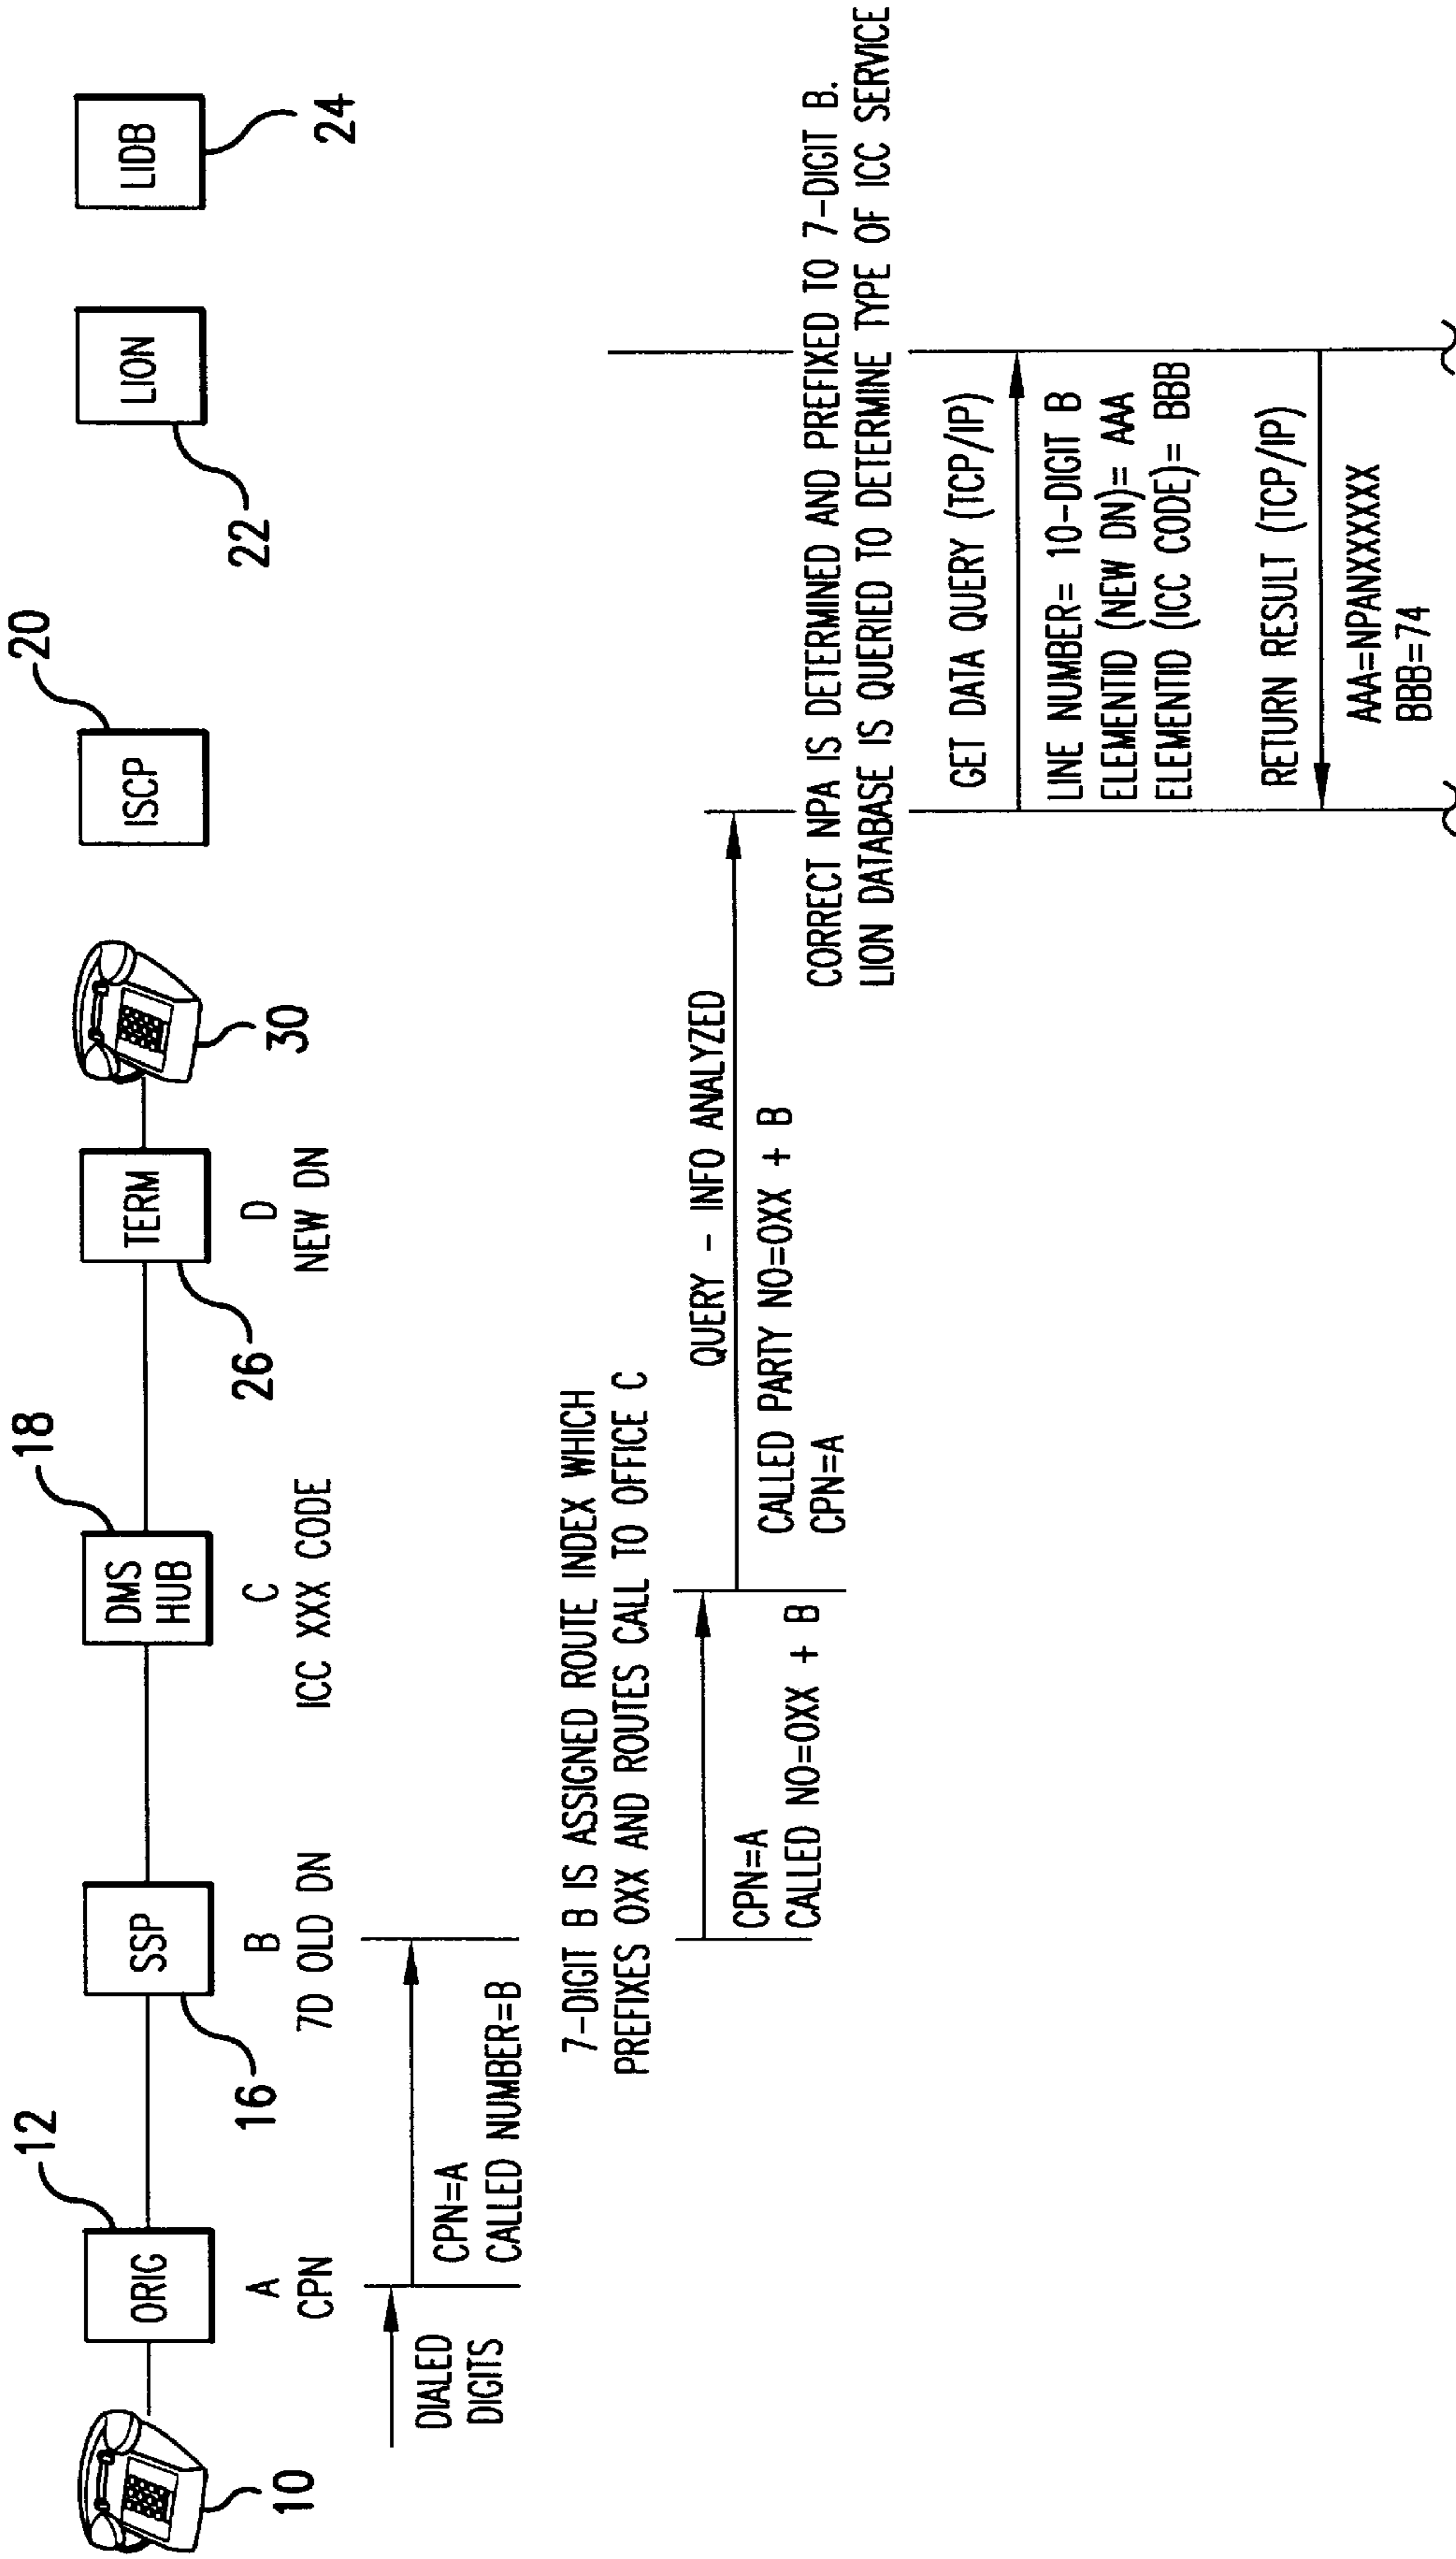 10
12
ORIG
A
CPN
16
SSP
B
7D OLD DN
18
DMS
HUB
C
ICC XXX CODE
26
TERM
D
NEW DN
30
20
ISCP
22
LION
LIDB
24
DIALED
DIGITS
CPN=A
CALLED NUMBER=B
7-DIGIT B IS ASSIGNED ROUTE INDEX WHICH
PREFIXES OXX AND ROUTES CALL TO OFFICE C
CPN=A
CALLED NO=OXX + B
QUERY - INFO ANALYZED
CALLED PARTY NO=OXX + B
CPN=A
CORRECT NPA IS DETERMINED AND PREFIXED TO 7-DIGIT B.
LION DATABASE IS QUERIED TO DETERMINE TYPE OF ICC SERVICE
GET DATA QUERY (TCP/IP)
LINE NUMBER= 10-DIGIT B
ELEMENTID (NEW DN)= AAA
ELEMENTID (ICC CODE)= BBB
RETURN RESULT (TCP/IP)
AAA=NPANXXXXXX
BBB=74